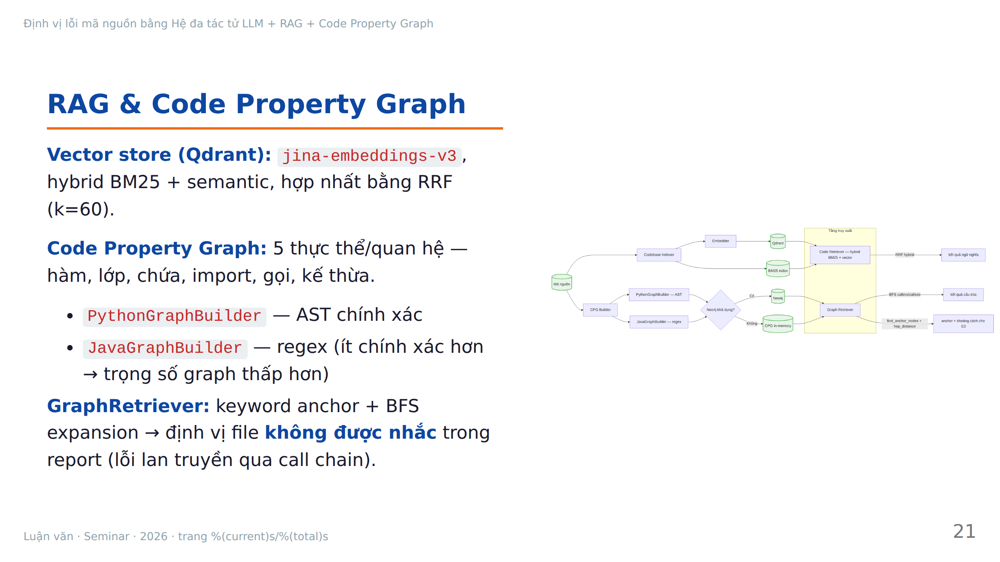 Định vị lỗi mã nguồn bằng Hệ đa tác tử LLM + RAG + Code Property Graph
RAG & Code Property Graph
Vector store (Qdrant): jina-embeddings-v3,
hybrid BM25 + semantic, hợp nhất bằng RRF
(k=60).
Code Property Graph: 5 thực thể/quan hệ —
hàm, lớp, chứa, import, gọi, kế thừa.
• PythonGraphBuilder — AST chính xác
• JavaGraphBuilder — regex (ít chính xác hơn
→ trọng số graph thấp hơn)
GraphRetriever: keyword anchor + BFS
expansion → định vị file không được nhắc trong
report (lỗi lan truyền qua call chain).
Mã nguồn
Codebase Indexer
CPG Builder
Embedder
PythonGraphBuilder — AST
JavaGraphBuilder — regex
Neo4j khả dụng?
Có
Không
Qdrant
BM25 index
Neo4j
CPG in-memory
Tầng truy xuất
Code Retriever — hybrid
BM25 + vector
Graph Retriever
RRF hybrid
BFS callers/callees
find_anchor_nodes +
hop_distance
kết quả ngữ nghĩa
kết quả cấu trúc
anchor + khoảng cách cho
E2
Luận văn · Seminar · 2026 · trang %(current)s/%(total)s
21